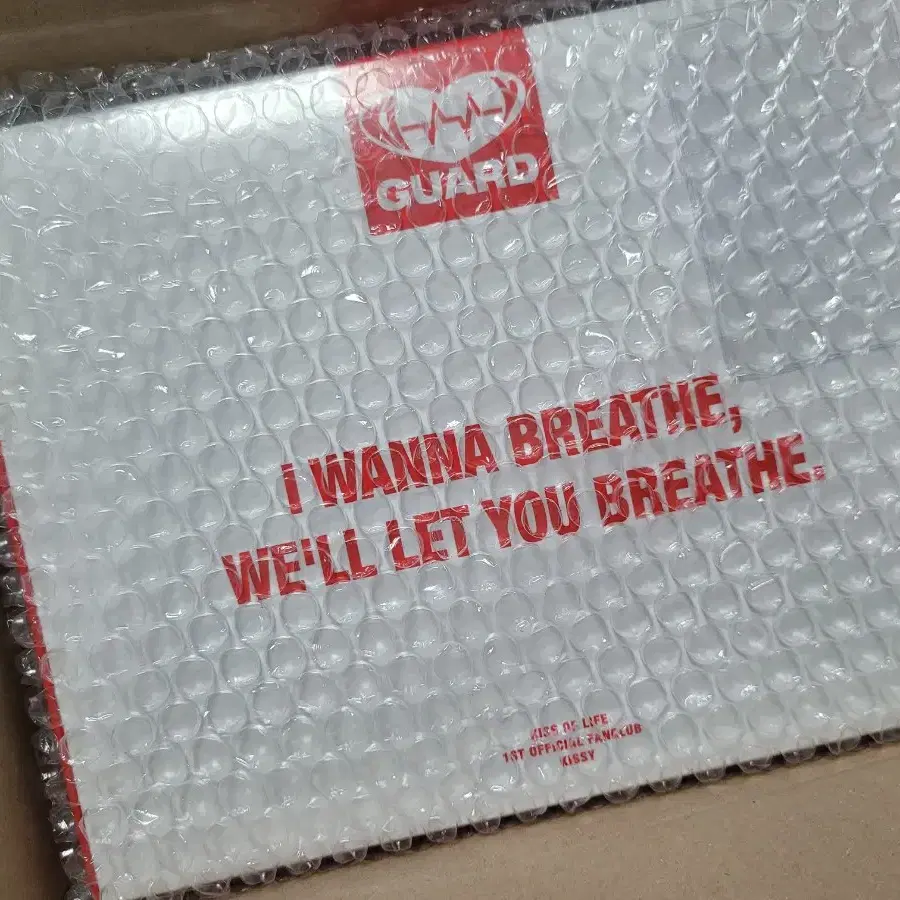 GUARD
I WANNA BREATHE,
WE'LL LET YOU BREATHE.
KISS OF LIFE
1ST OFFICIAL FANCLUB
KISSY